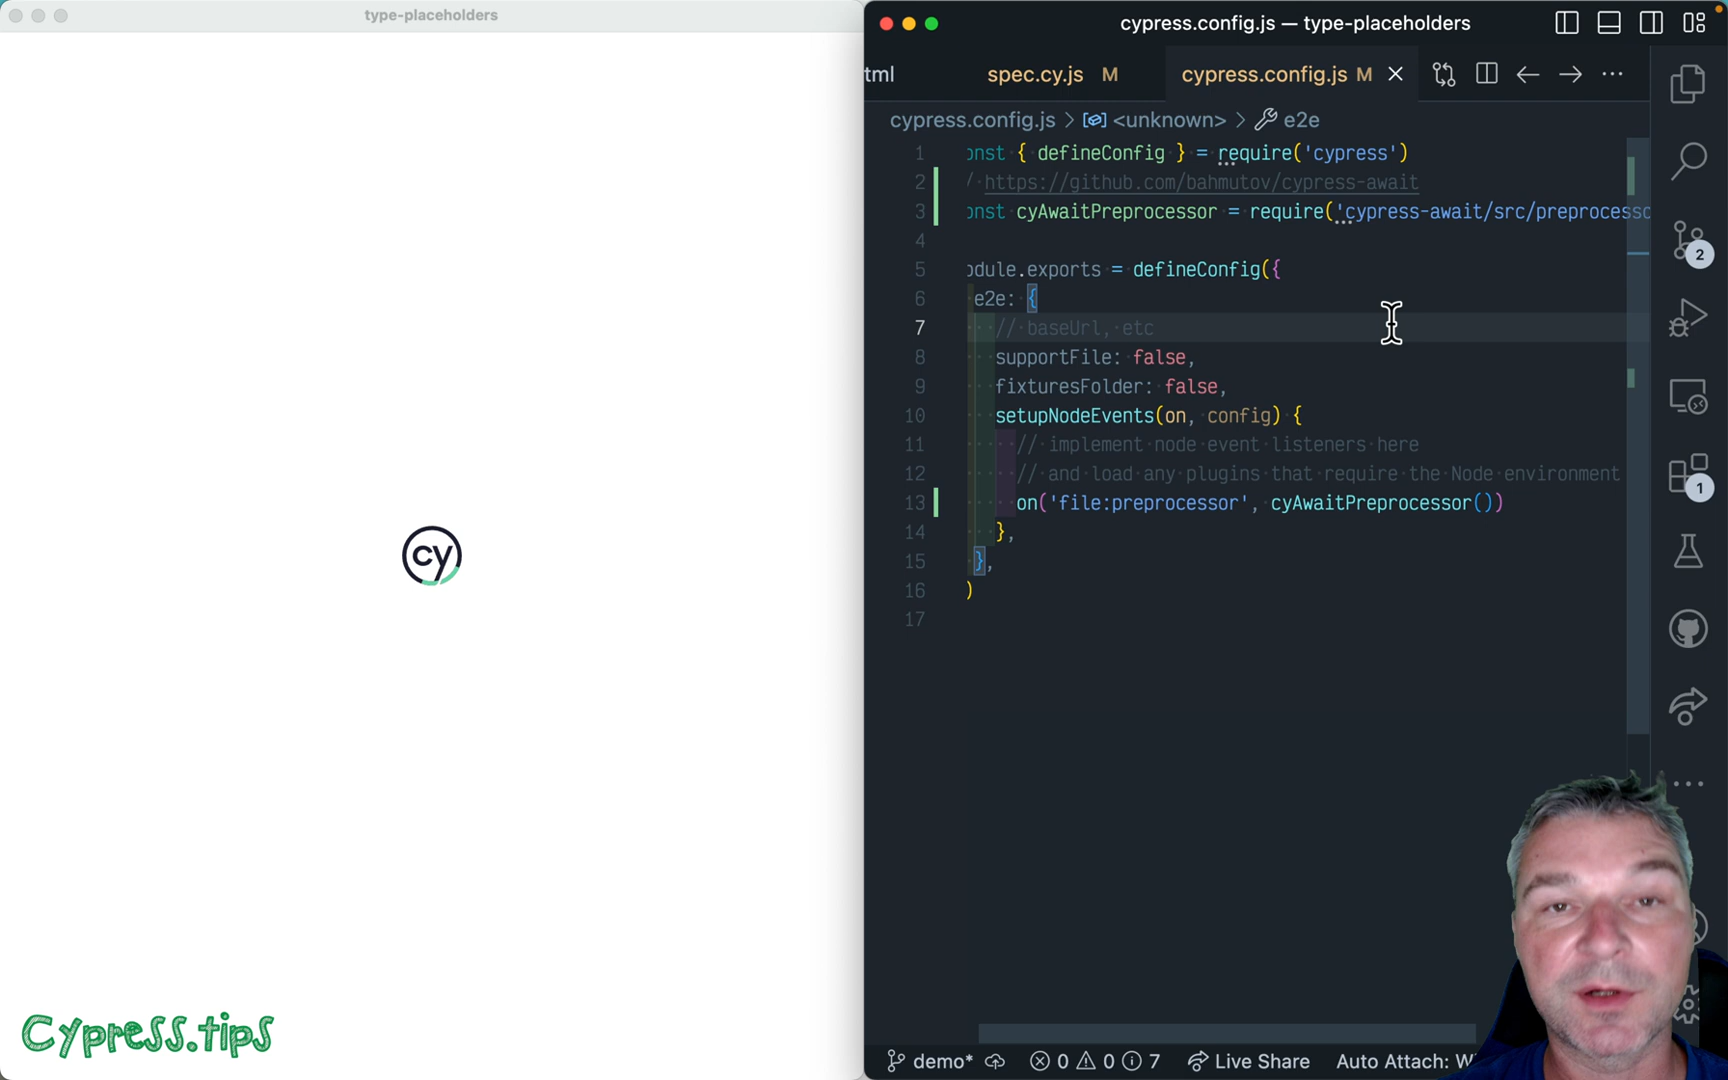 type-placeholders
cypress.config.js — type-placeholders
tml
spec.cy.js M
cypress.config.js M
cypress.config.js > <unknown> > e2e
1 onst { defineConfig } = require('cypress')
2 / https://github.com/bahmutov/cypress-await
3 onst cyAwaitPreprocessor = require('cypress-await/src/preprocesso
4
5 odule.exports = defineConfig({
6 e2e: {
7 // baseUrl, etc
8 supportFile: false,
9 fixturesFolder: false,
10 setupNodeEvents(on, config) {
11 // implement node event listeners here
12 // and load any plugins that require the Node environment
13 on('file:preprocessor', cyAwaitPreprocessor())
14 },
15 },
16 )
17
2
1
cy
Cypress.tips
demo* 0 0 7 Live Share Auto Attach: W